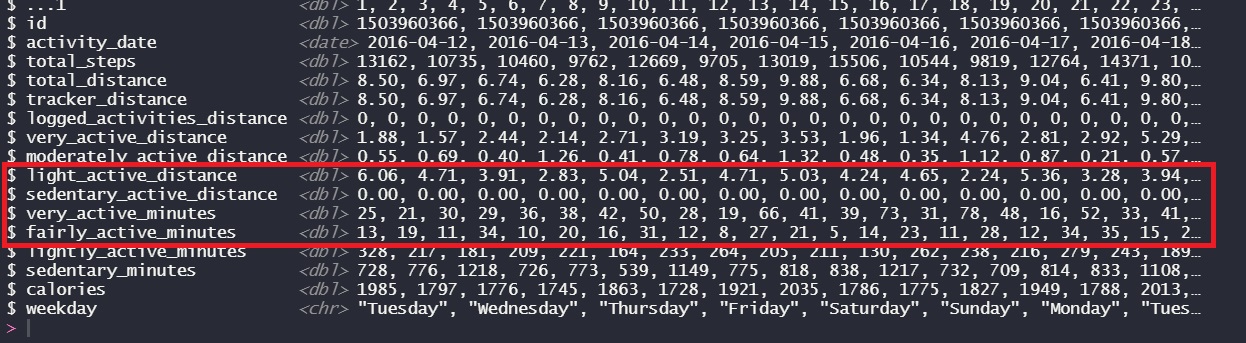 $ ...1 <dbl> 1, 2, 3, 4, 5, 6, 7, 8, 9, 10, 11, 12, 13, 14, 15, 16, 17, 18, 19, 20, 21, 22, 23, …
$ id <dbl> 1503960366, 1503960366, 1503960366, 1503960366, 1503960366, 1503960366, 1503960366,…
$ activity_date <date> 2016-04-12, 2016-04-13, 2016-04-14, 2016-04-15, 2016-04-16, 2016-04-17, 2016-04-18…
$ total_steps <dbl> 13162, 10735, 10460, 9762, 12669, 9705, 13019, 15506, 10544, 9819, 12764, 14371, 10…
$ total_distance <dbl> 8.50, 6.97, 6.74, 6.28, 8.16, 6.48, 8.59, 9.88, 6.68, 6.34, 8.13, 9.04, 6.41, 9.80,…
$ tracker_distance <dbl> 8.50, 6.97, 6.74, 6.28, 8.16, 6.48, 8.59, 9.88, 6.68, 6.34, 8.13, 9.04, 6.41, 9.80,…
$ logged_activities_distance <dbl> 0, 0, 0, 0, 0, 0, 0, 0, 0, 0, 0, 0, 0, 0, 0, 0, 0, 0, 0, 0, 0, 0, 0, 0, 0, 0, 0, 0,…
$ very_active_distance <dbl> 1.88, 1.57, 2.44, 2.14, 2.71, 3.19, 3.25, 3.53, 1.96, 1.34, 4.76, 2.81, 2.92, 5.29,…
$ moderately_active_distance <dbl> 0.55, 0.69, 0.40, 1.26, 0.41, 0.78, 0.64, 1.32, 0.48, 0.35, 1.12, 0.87, 0.21, 0.57,…
$ light_active_distance <dbl> 6.06, 4.71, 3.91, 2.83, 5.04, 2.51, 4.71, 5.03, 4.24, 4.65, 2.24, 5.36, 3.28, 3.94,…
$ sedentary_active_distance <dbl> 0.00, 0.00, 0.00, 0.00, 0.00, 0.00, 0.00, 0.00, 0.00, 0.00, 0.00, 0.00, 0.00, 0.00,…
$ very_active_minutes <dbl> 25, 21, 30, 29, 36, 38, 42, 50, 28, 19, 66, 41, 39, 73, 31, 78, 48, 16, 52, 33, 41,…
$ fairly_active_minutes <dbl> 13, 19, 11, 34, 10, 20, 16, 31, 12, 8, 27, 21, 5, 14, 23, 11, 28, 12, 34, 35, 15, 2…
$ lightly_active_minutes <dbl> 328, 217, 181, 209, 221, 164, 233, 264, 205, 211, 130, 262, 238, 216, 279, 243, 189…
$ sedentary_minutes <dbl> 728, 776, 1218, 726, 773, 539, 1149, 775, 818, 838, 1217, 732, 709, 814, 833, 1108,…
$ calories <dbl> 1985, 1797, 1776, 1745, 1863, 1728, 1921, 2035, 1786, 1775, 1827, 1949, 1788, 2013,…
$ weekday <chr> "Tuesday", "Wednesday", "Thursday", "Friday", "Saturday", "Sunday", "Monday", "Tues…
>